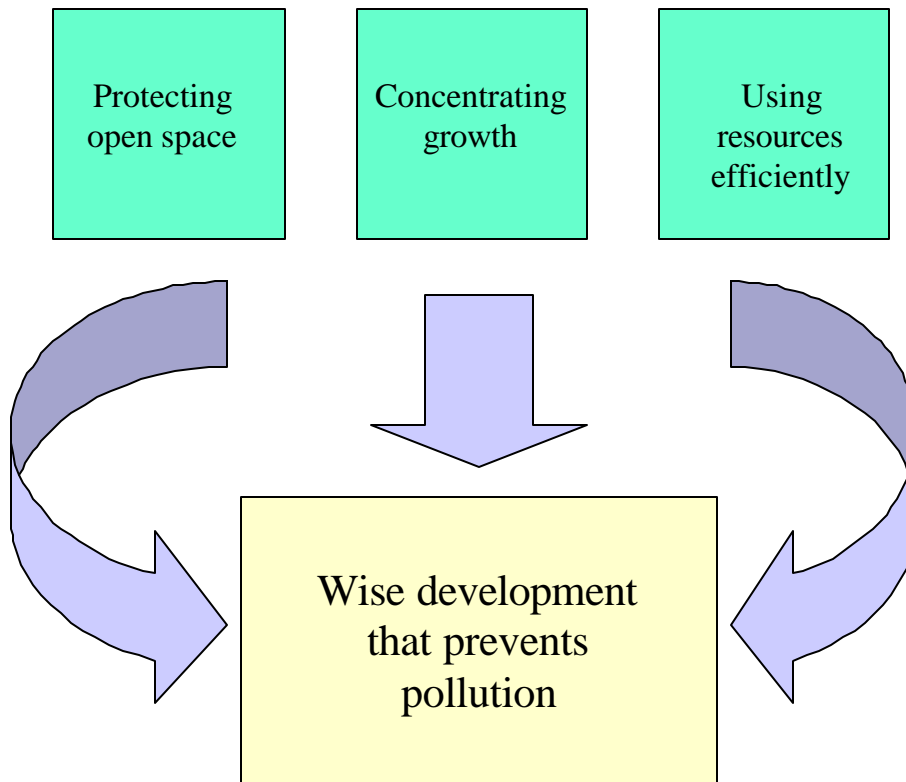 Protecting
open space
Concentrating
growth
Using
resources
efficiently
Wise development
that prevents
pollution